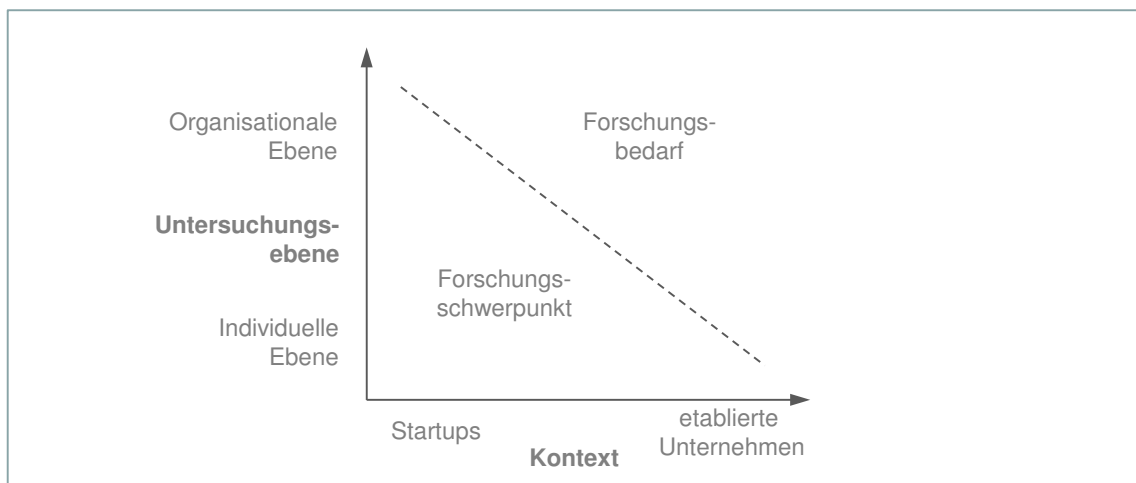 Organisationale
Ebene
Forschungs-
bedarf
Untersuchungs-
ebene
Forschungs-
schwerpunkt
Individuelle
Ebene
Startups
etablierte
Unternehmen
Kontext